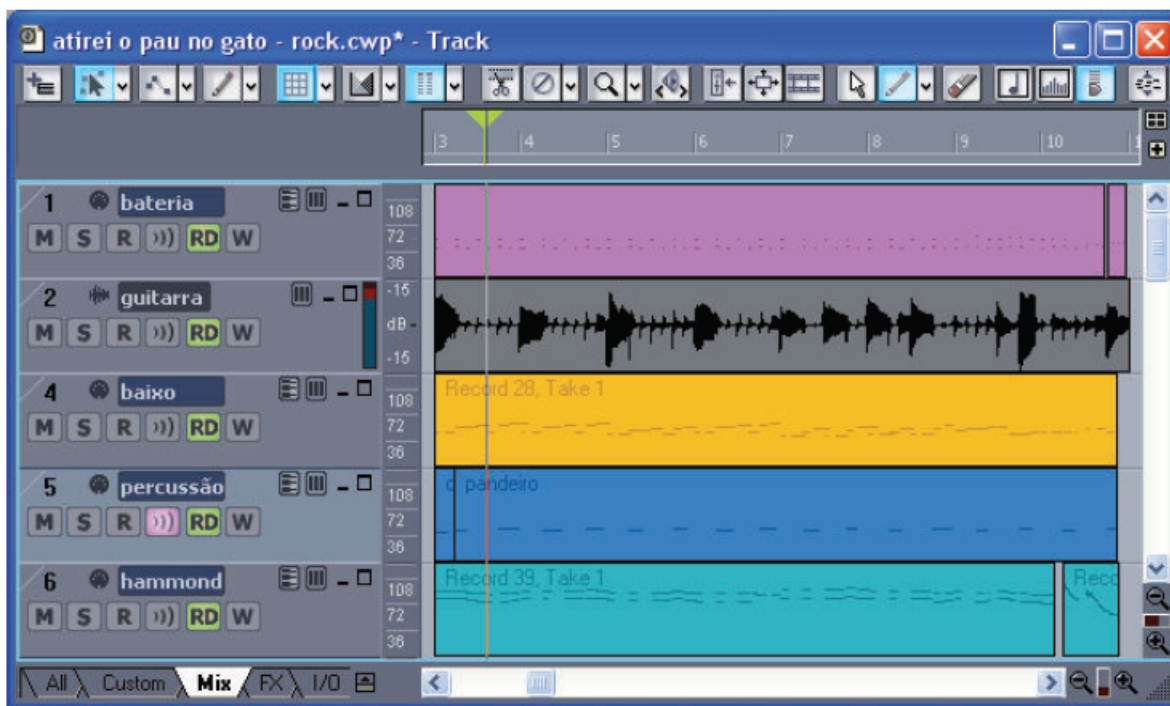 atirei o pau no gato - rock.cwp* - Track
3 4 5 6 7 8 9 10
1 bateria
M S R RD W
108
72
36
2 guitarra
M S R RD W
-15
dB -
-15
4 baixo
M S R RD W
108
72
36
Record 28, Take 1
5 percussão
M S R RD W
108
72
36
pandeiro
6 hammond
M S R RD W
108
72
36
Record 39, Take 1
All Custom Mix FX I/O